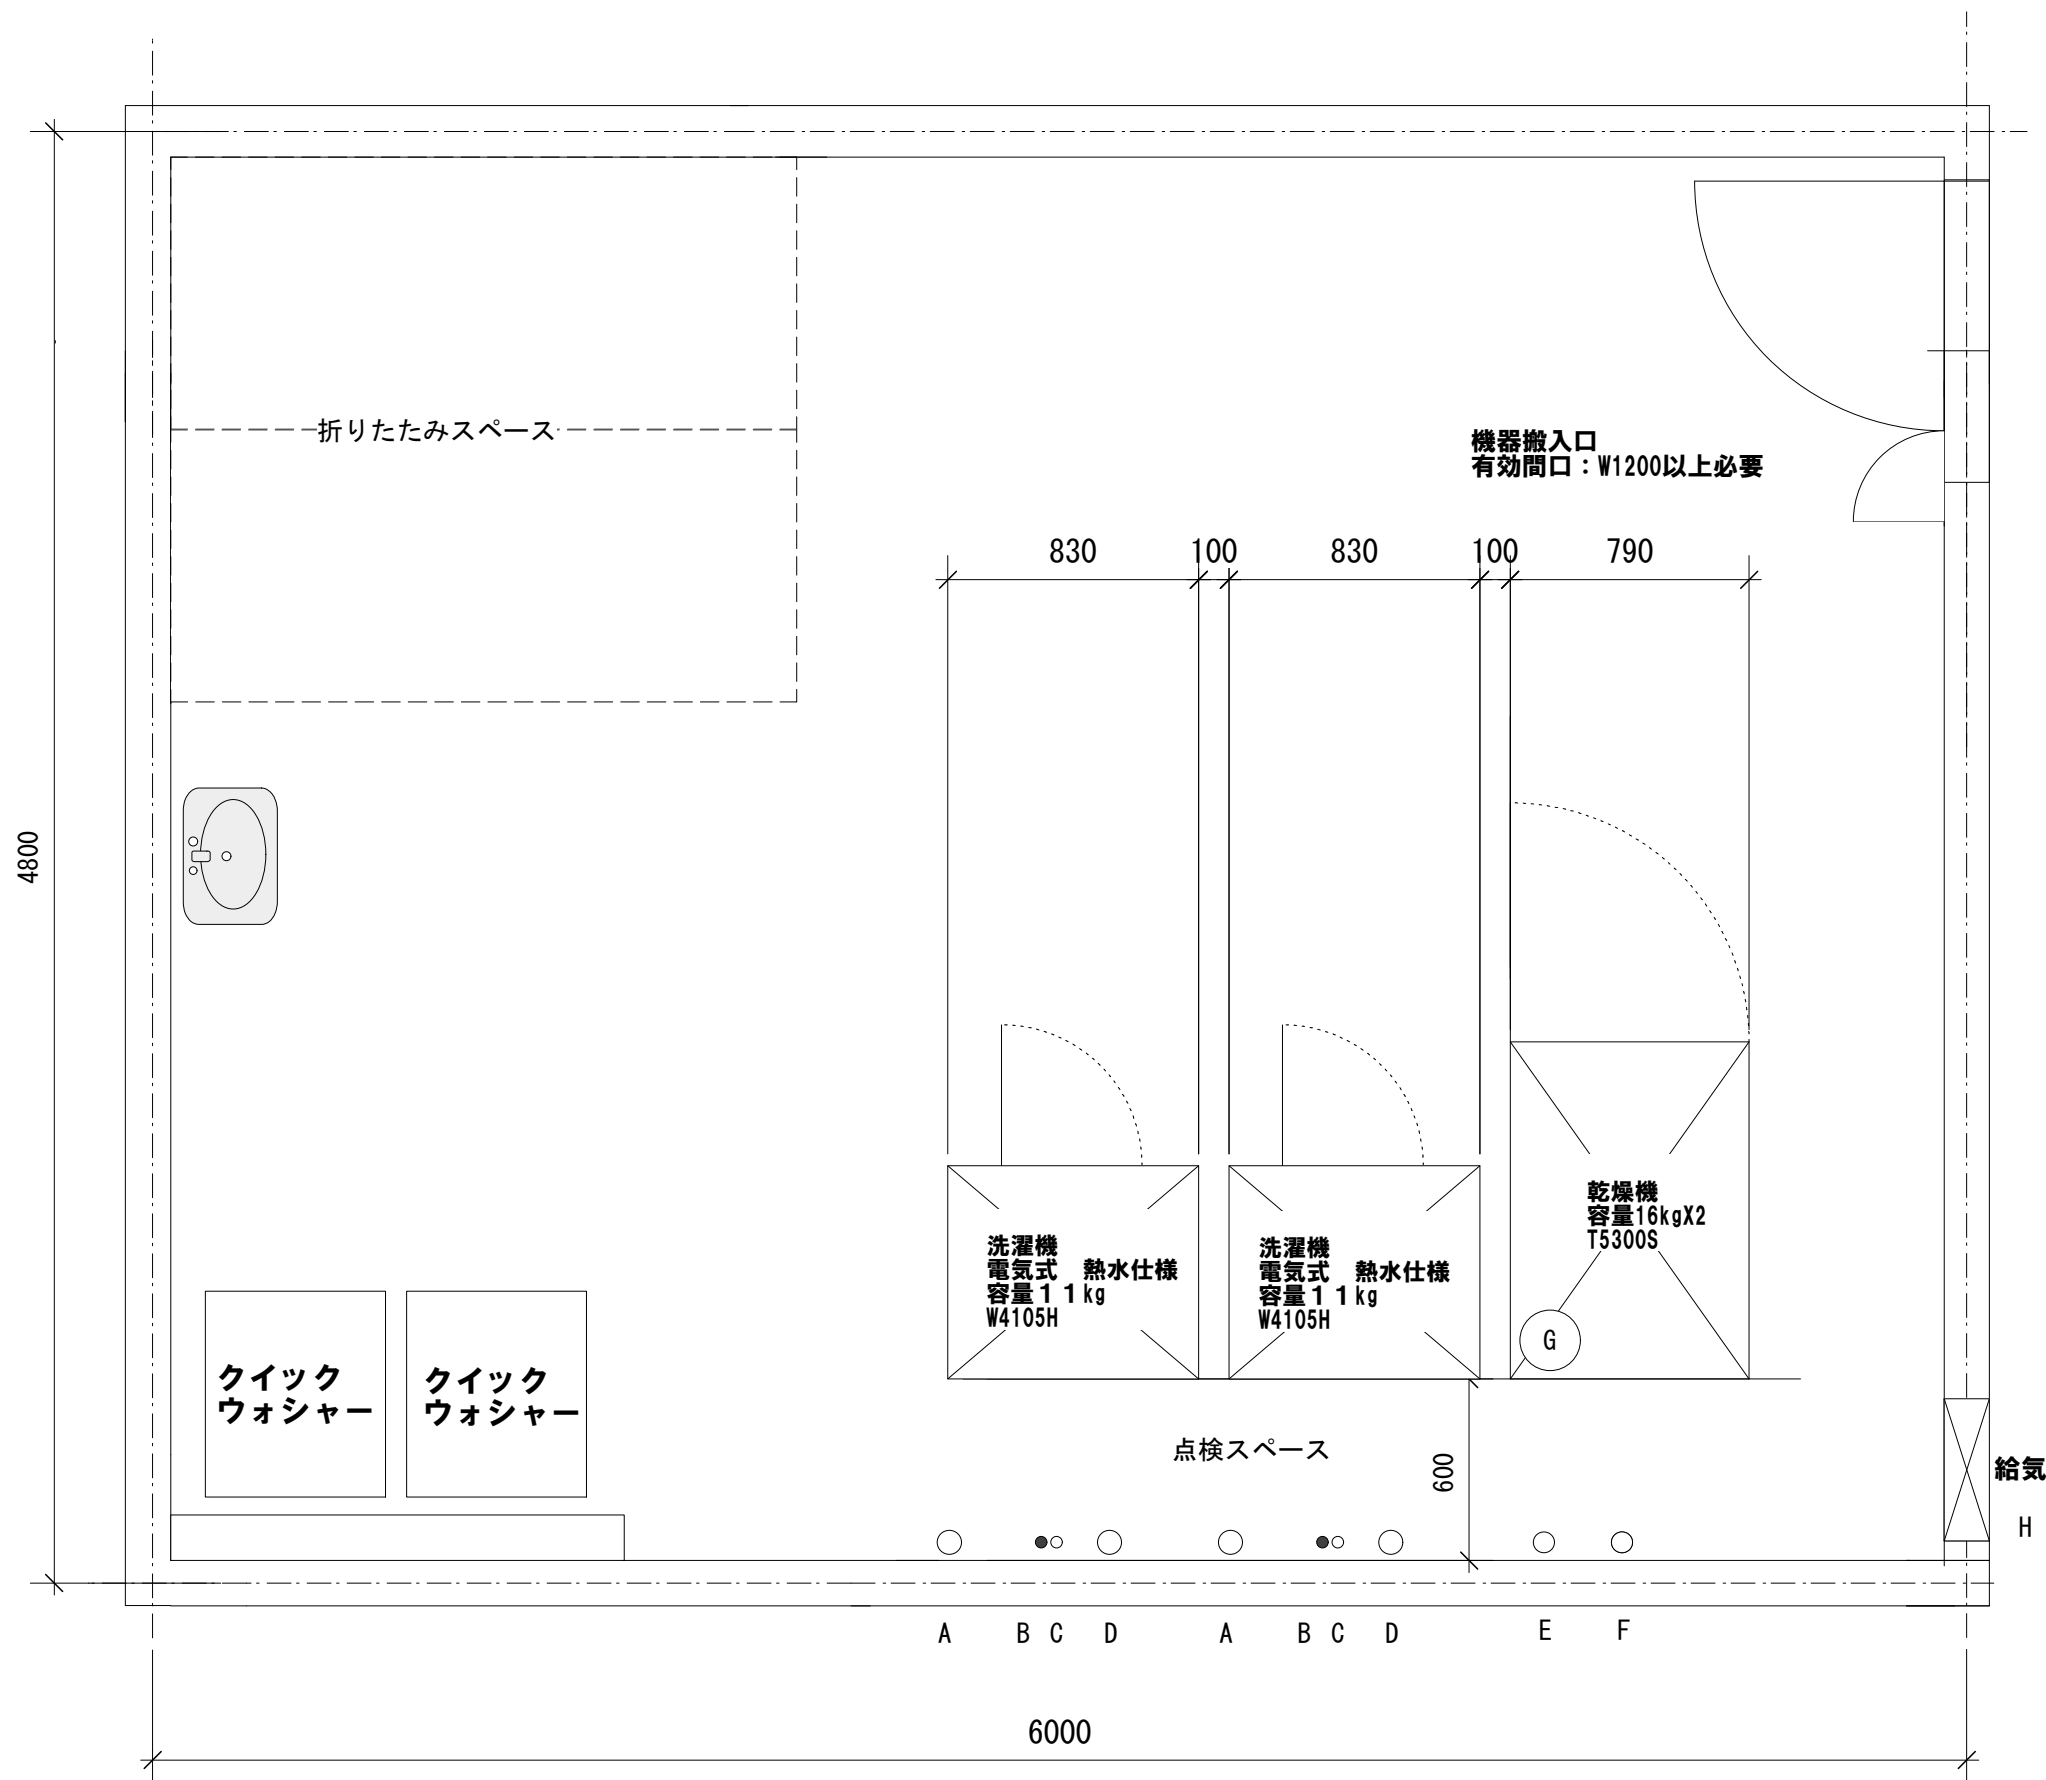 折りたたみスペース
機器搬入口
有効間口：W1200以上必要
830
100
830
100
790
4800
乾燥機
容量16kgX2
T5300S
洗濯機
電気式　熱水仕様
容量１１kg
W4105H
洗濯機
電気式　熱水仕様
容量１１kg
W4105H
G
クイック
ウォシャー
クイック
ウォシャー
点検スペース
600
給気
H
A
B
C
D
A
B
C
D
E
F
6000